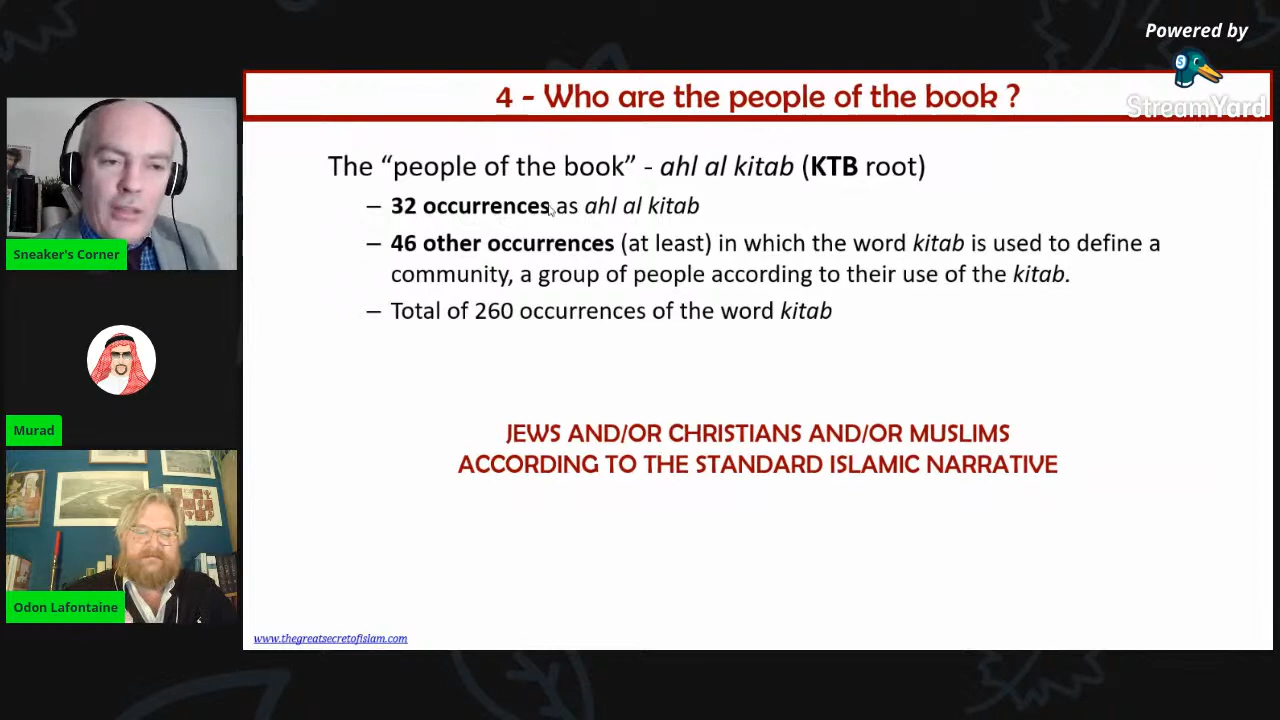 Powered by
StreamYard
4 - Who are the people of the book ?
The “people of the book” - ahl al kitab (KTB root)
– 32 occurrences as ahl al kitab
– 46 other occurrences (at least) in which the word kitab is used to define a
community, a group of people according to their use of the kitab.
– Total of 260 occurrences of the word kitab
JEWS AND/OR CHRISTIANS AND/OR MUSLIMS
ACCORDING TO THE STANDARD ISLAMIC NARRATIVE
www.thegreatsecretofislam.com
Sneaker's Corner
Murad
Odon Lafontaine